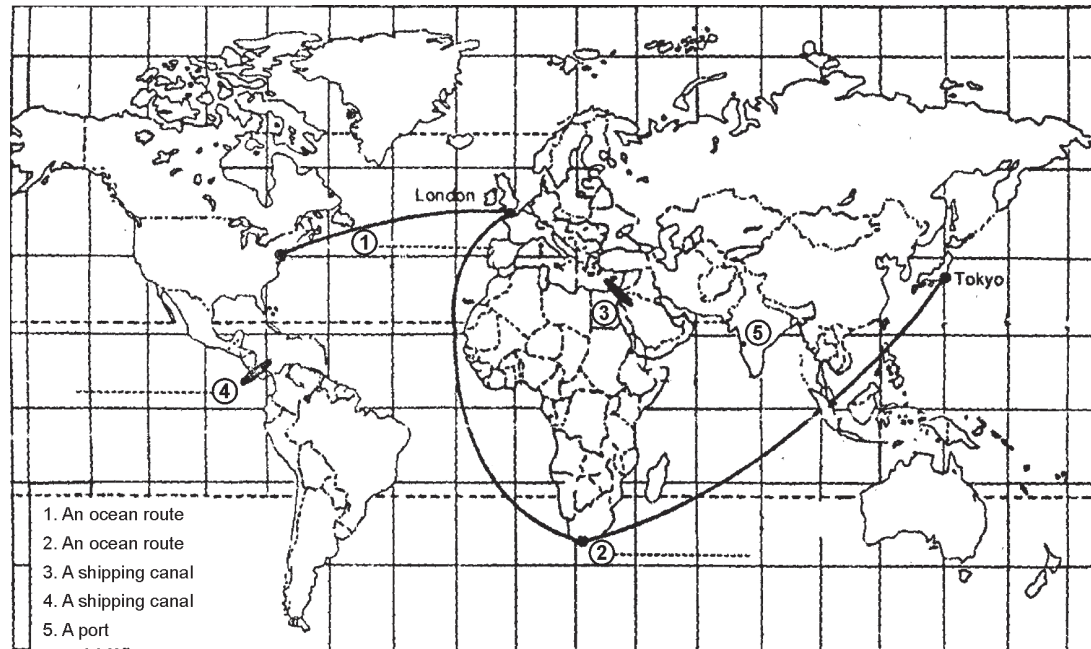 London
①
Tokyo
③
⑤
④
②
1. An ocean route
2. An ocean route
3. A shipping canal
4. A shipping canal
5. A port